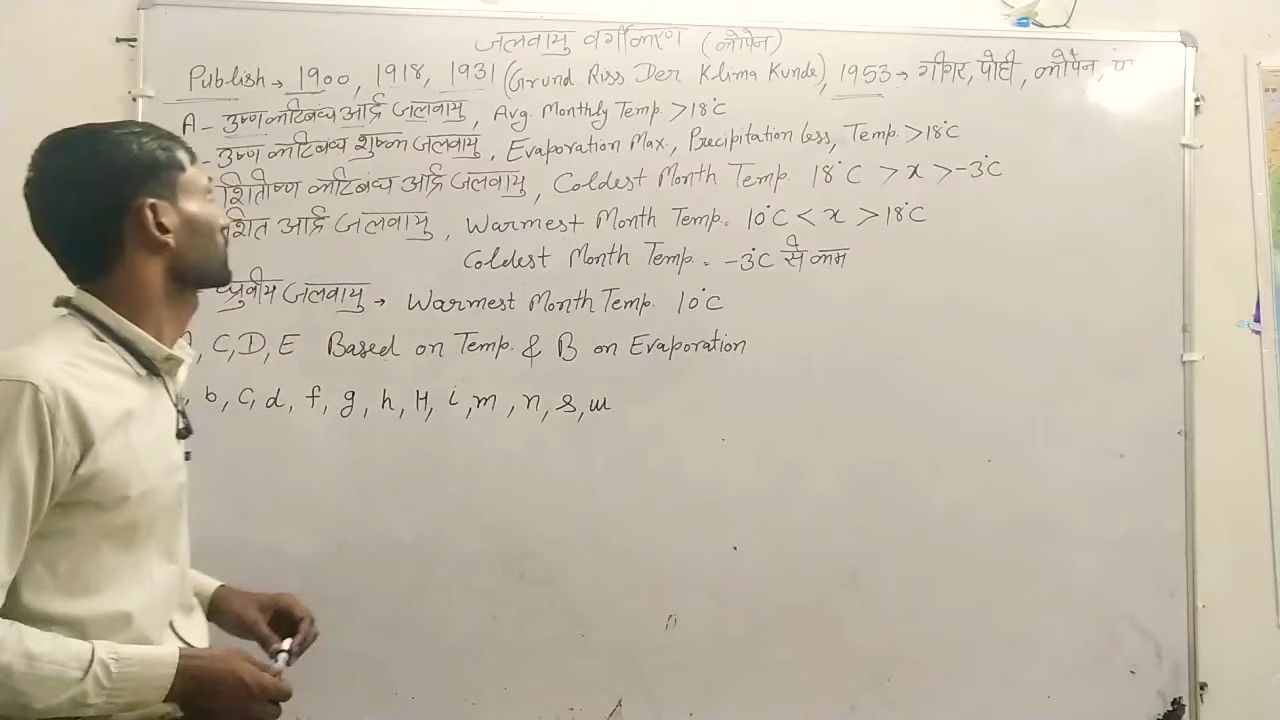 जलवायु वर्गीकरण (कोपेन)
Publish → 1900, 1918, 1931 (Grund Riss Der Klima Kunde), 1953 → गीगर, पोही, कोपेन,
A - उष्ण कटिबन्ध आर्द्र जलवायु, Avg. Monthly Temp. > 18°C
- उष्ण कटिबन्ध शुष्क जलवायु, Evaporation Max., Precipitation less, Temp. > 18°C
शितोष्ण कटिबन्ध आर्द्र जलवायु, Coldest Month Temp. 18°C > x > -3°C
शित आर्द्र जलवायु, Warmest Month Temp. 10°C < x > 18°C
Coldest Month Temp. = -3°C से कम
- ध्रुवीय जलवायु → Warmest Month Temp. 10°C
, C, D, E Based on Temp. & B on Evaporation
, b, c, d, f, g, h, H, i, m, n, s, w